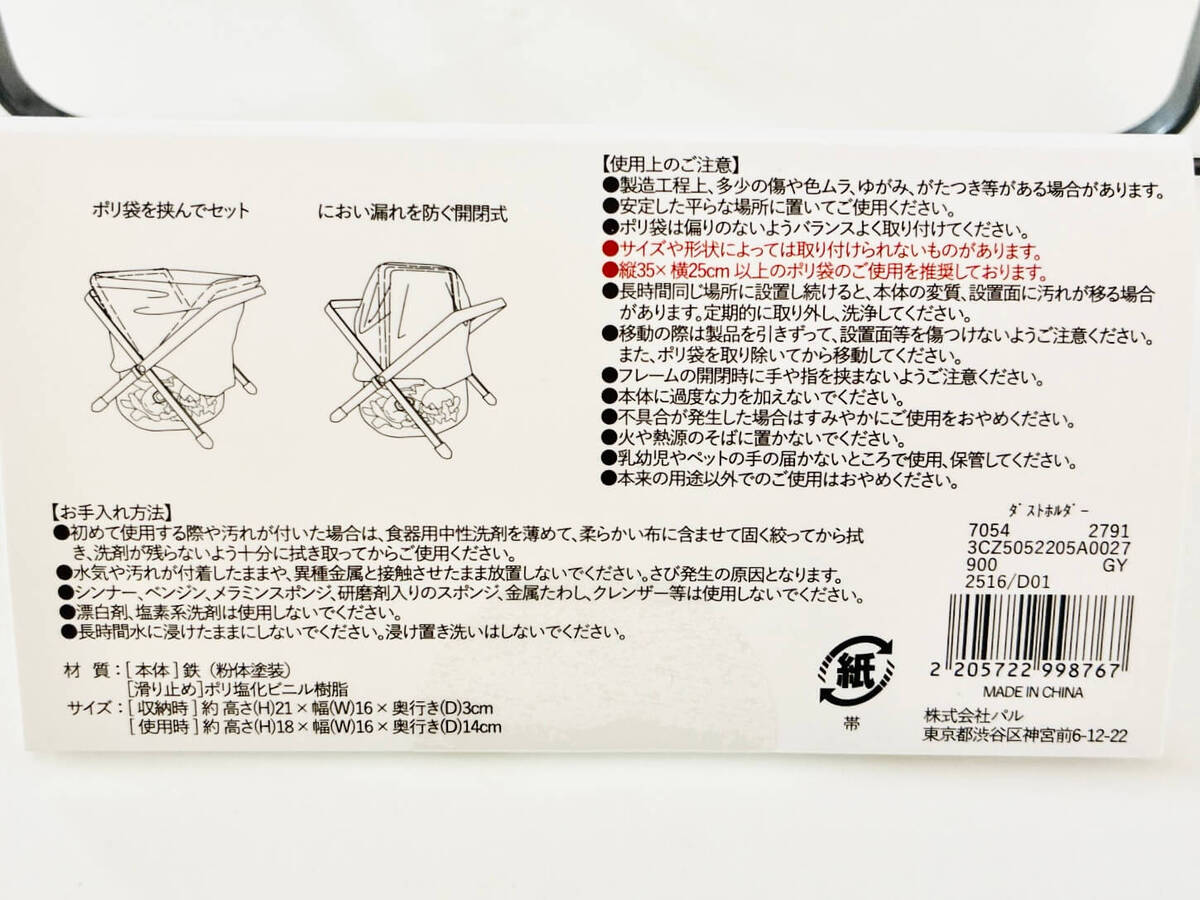 ポリ袋を挟んでセット
におい漏れを防ぐ開閉式
【使用上のご注意】
●製造工程上、多少の傷や色ムラ、ゆがみ、がたつき等がある場合があります。
●安定した平らな場所に置いてご使用ください。
●ポリ袋は偏りのないようバランスよく取り付けてください。
●サイズや形状によっては取り付けられないものがあります。
●縦35×横25cm 以上のポリ袋のご使用を推奨しております。
●長時間同じ場所に設置し続けると、本体の変質、設置面に汚れが移る場合
があります。定期的に取り外し、洗浄してください。
●移動の際は製品を引きずって、設置面等を傷つけないようご注意ください。
また、ポリ袋を取り除いてから移動してください。
●フレームの開閉時に手や指を挟まないようご注意ください。
●本体に過度な力を加えないでください。
●不具合が発生した場合はすみやかにご使用をおやめください。
●火や熱源のそばに置かないでください。
●乳幼児やペットの手の届かないところで使用、保管してください。
●本来の用途以外でのご使用はおやめください。
【お手入れ方法】
●初めて使用する際や汚れが付いた場合は、食器用中性洗剤を薄めて、柔らかい布に含ませて固く絞ってから拭
き、洗剤が残らないよう十分に拭き取ってからご使用ください。
●水気や汚れが付着したままや、異種金属と接触させたまま放置しないでください。さび発生の原因となります。
●シンナー、ベンジン、メラミンスポンジ、研磨剤入りのスポンジ、金属たわし、クレンザー等は使用しないでください。
●漂白剤、塩素系洗剤は使用しないでください。
●長時間水に浸けたままにしないでください。浸け置き洗いはしないでください。
材 質：[ 本体 ] 鉄（粉体塗装）
[滑り止め]ポリ塩化ビニル樹脂
サイズ：[ 収納時 ] 約 高さ(H)21×幅(W)16×奥行き(D)3cm
[ 使用時 ] 約 高さ(H)18×幅(W)16×奥行き(D)14cm
紙
帯
ﾀﾞｽﾄﾎﾙﾀﾞｰ
7054 2791
3CZ5052205A0027
900 GY
2516/D01
2 205722 998767
MADE IN CHINA
株式会社パル
東京都渋谷区神宮前6-12-22